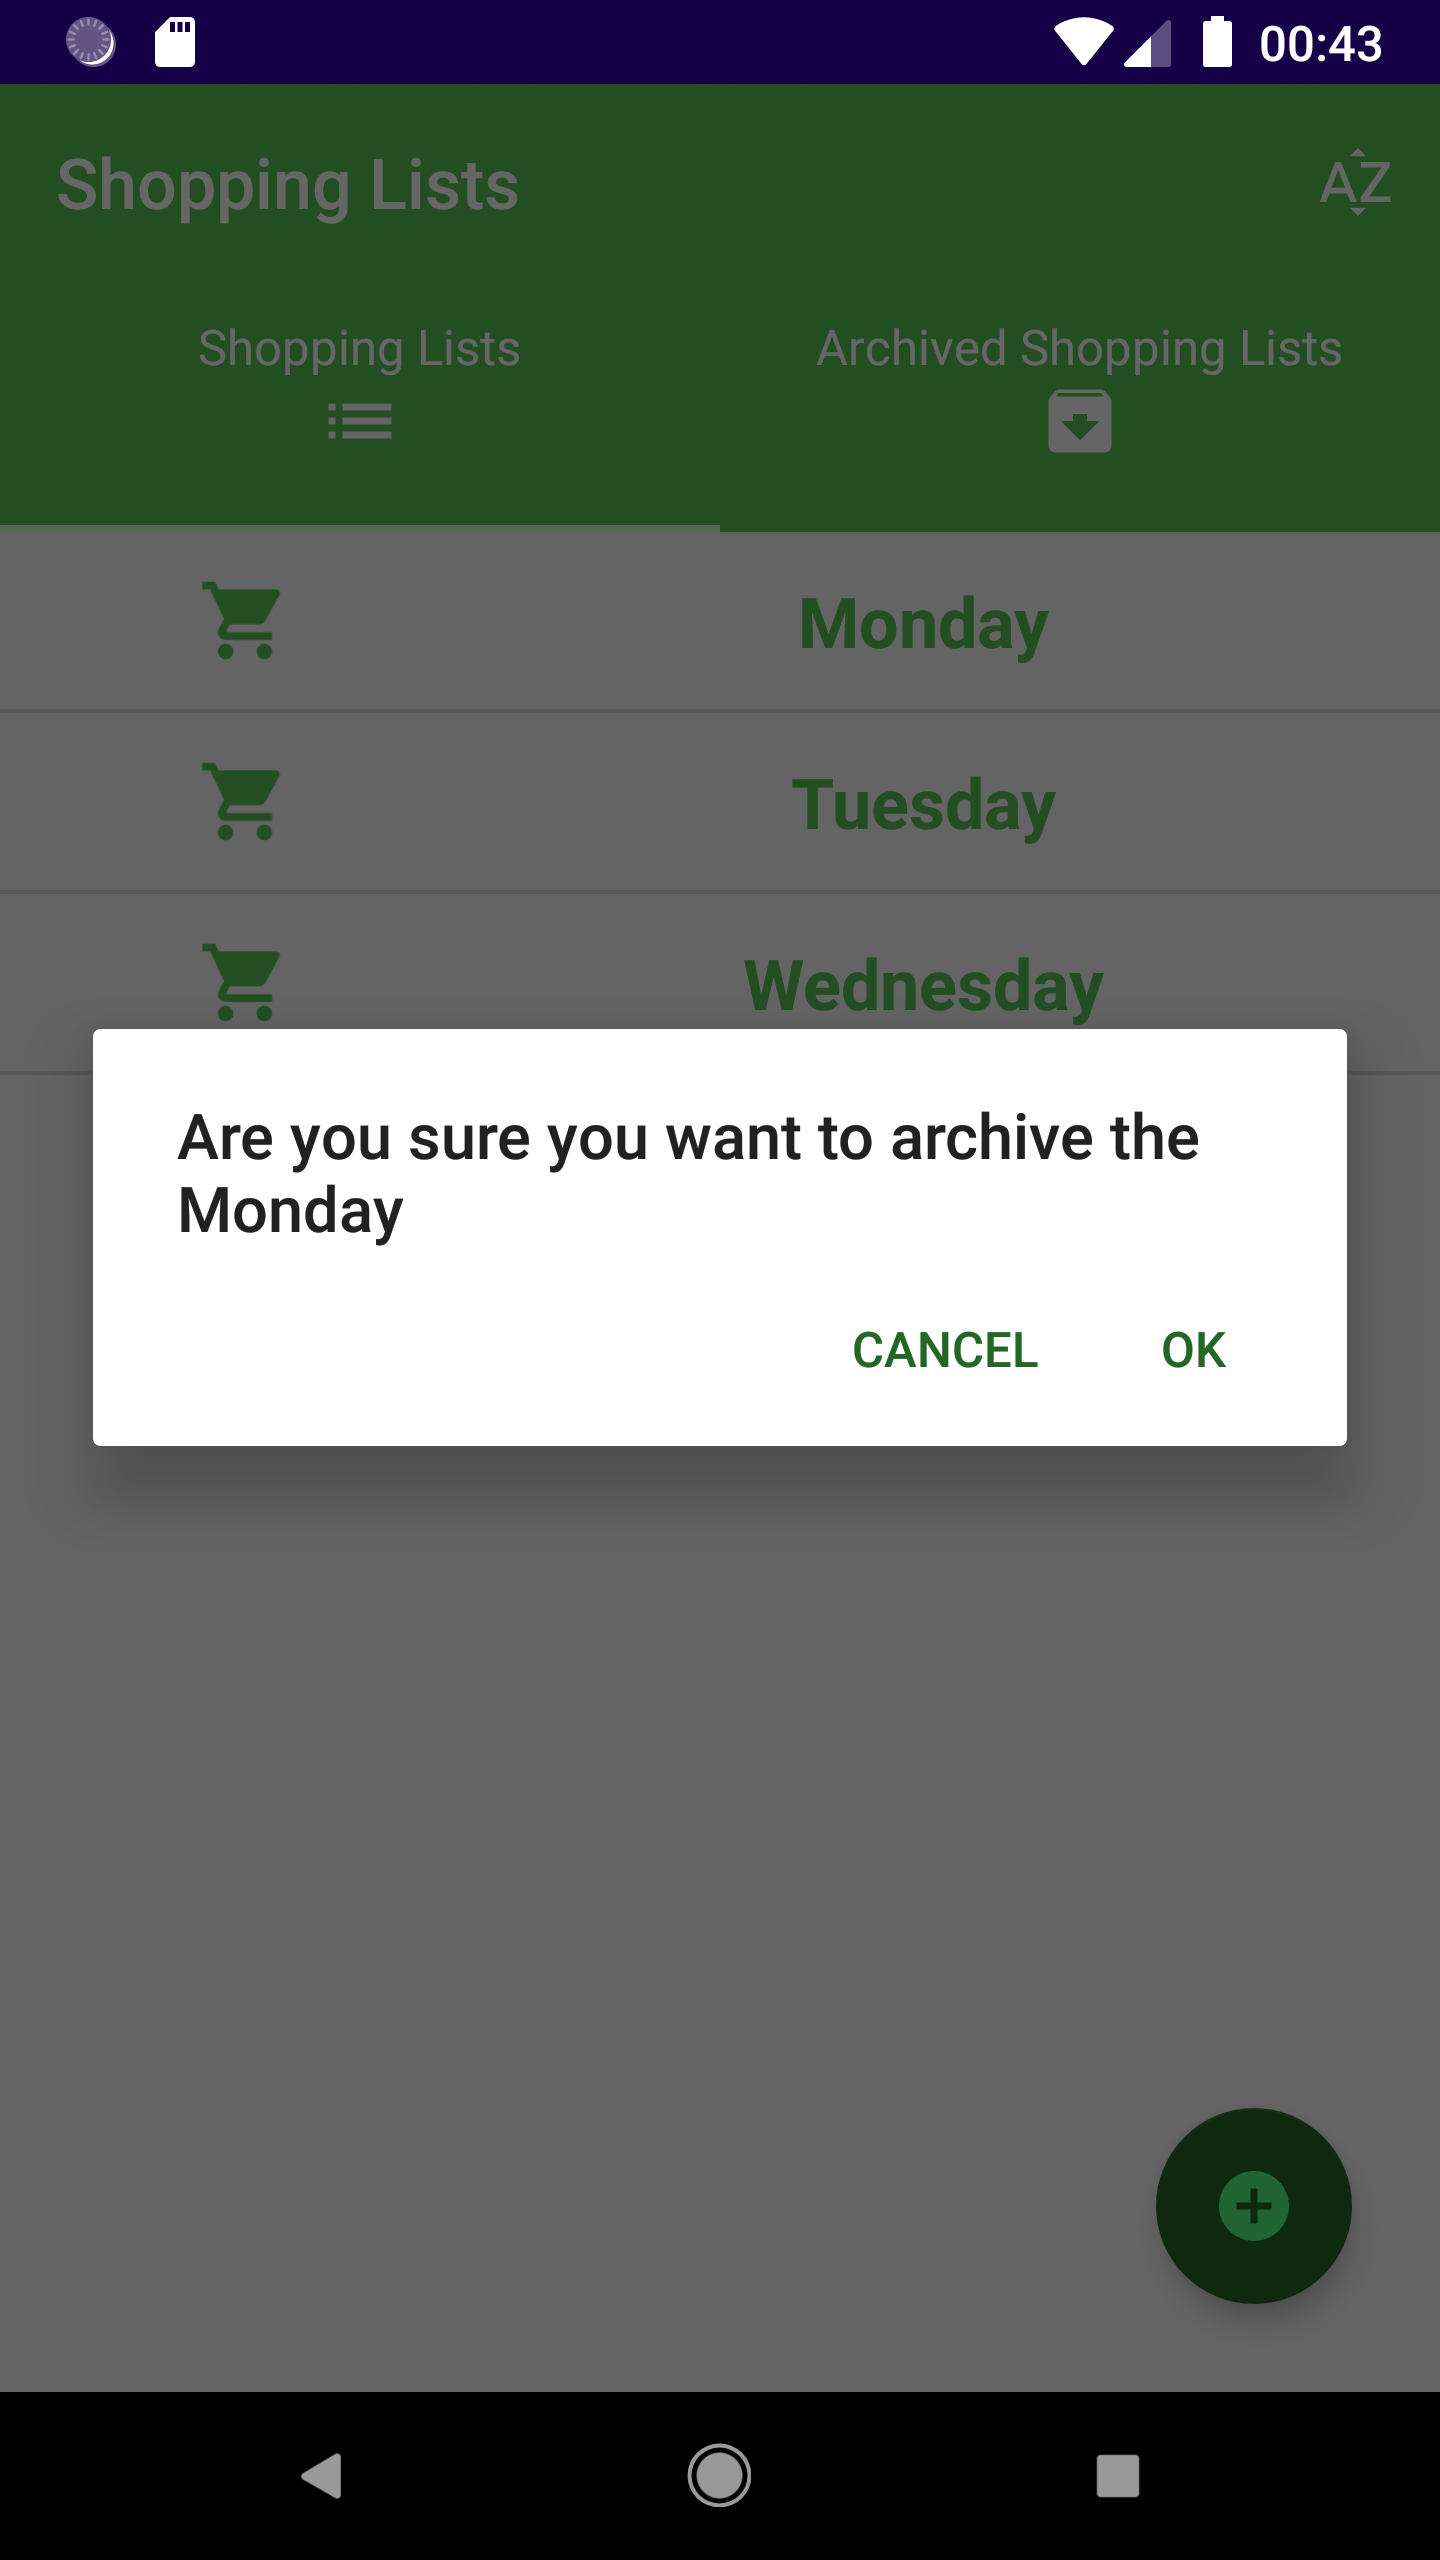 00:43
Shopping Lists
AZ
Shopping Lists
Archived Shopping Lists
Monday
Tuesday
Wednesday
Are you sure you want to archive the
Monday
CANCEL
OK